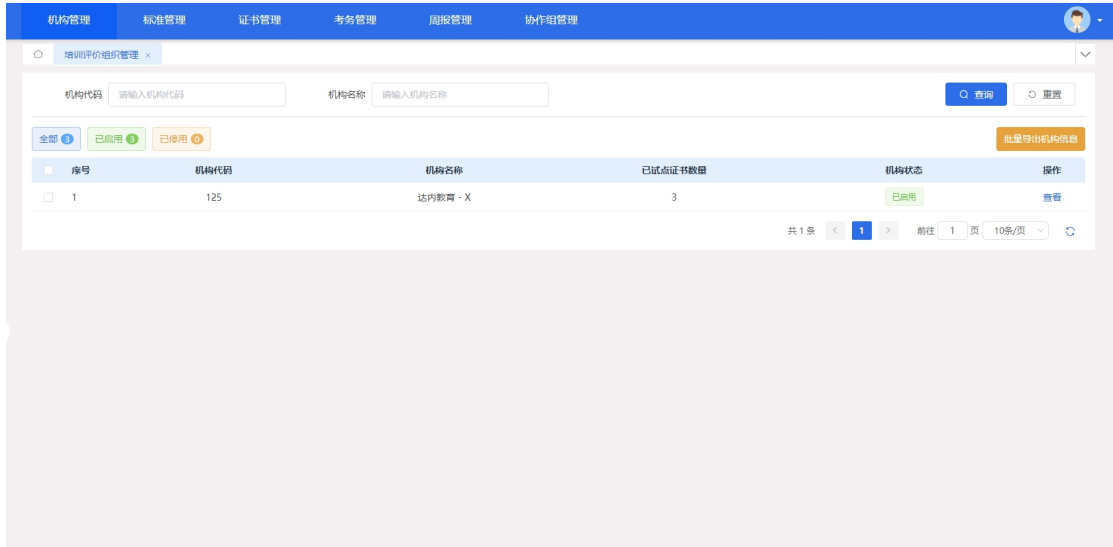 机构管理 标准管理 证书管理 考务管理 周报管理 协作组管理
培训评价组织管理 ×
机构代码 请输入机构代码 机构名称 请输入机构名称 查询 重置
全部 3 已启用 3 已停用 0 批量导出机构信息
序号 机构代码 机构名称 已试点证书数量 机构状态 操作
1 125 达内教育 - X 3 已启用 查看
共 1 条 < 1 > 前往 1 页 10条/页